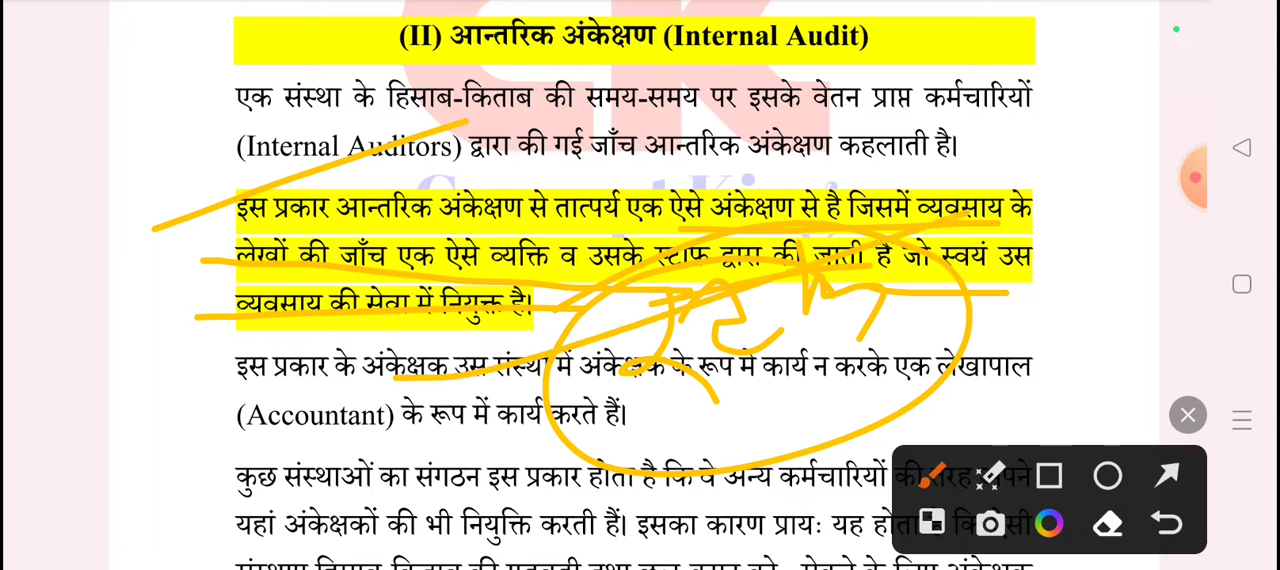 (II) आन्तरिक अंकेक्षण (Internal Audit)
एक संस्था के हिसाब-किताब की समय-समय पर इसके वेतन प्राप्त कर्मचारियों
(Internal Auditors) द्वारा की गई जाँच आन्तरिक अंकेक्षण कहलाती है।
इस प्रकार आन्तरिक अंकेक्षण से तात्पर्य एक ऐसे अंकेक्षण से है जिसमें व्यवसाय के
लेखों की जाँच एक ऐसे व्यक्ति व उसके स्टाफ द्वारा की जाती है जो स्वयं उस
व्यवसाय की सेवा में नियुक्त है।
इस प्रकार के अंकेक्षक उस संस्था में अंकेक्षक के रूप में कार्य न करके एक लेखापाल
(Accountant) के रूप में कार्य करते हैं।
कुछ संस्थाओं का संगठन इस प्रकार होता है कि वे अन्य कर्मचारियों की तरह अपने
यहां अंकेक्षकों की भी नियुक्ति करती हैं। इसका कारण प्रायः यह होता है कि ऐसी